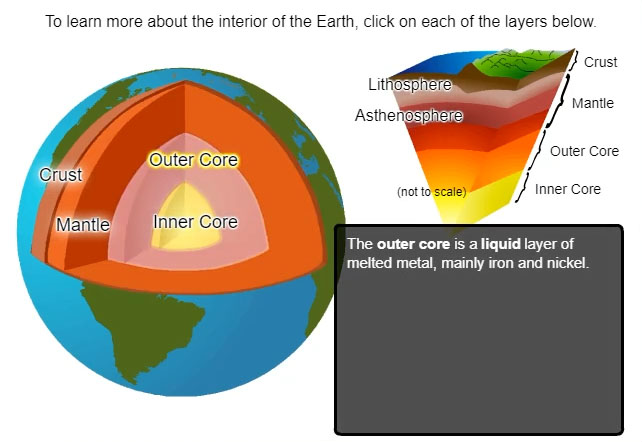 To learn more about the interior of the Earth, click on each of the layers below.
Crust
Lithosphere
Mantle
Asthenosphere
Outer Core
Outer Core
Crust
Inner Core
(not to scale)
Mantle
Inner Core
The outer core is a liquid layer of
melted metal, mainly iron and nickel.